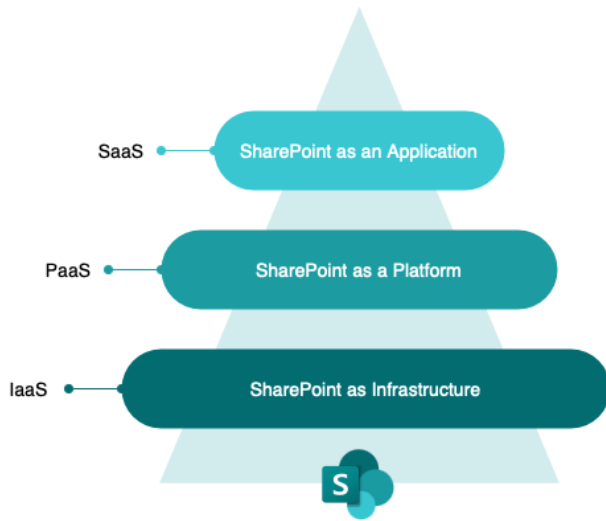 SaaS
SharePoint as an Application
PaaS
SharePoint as a Platform
IaaS
SharePoint as Infrastructure
S